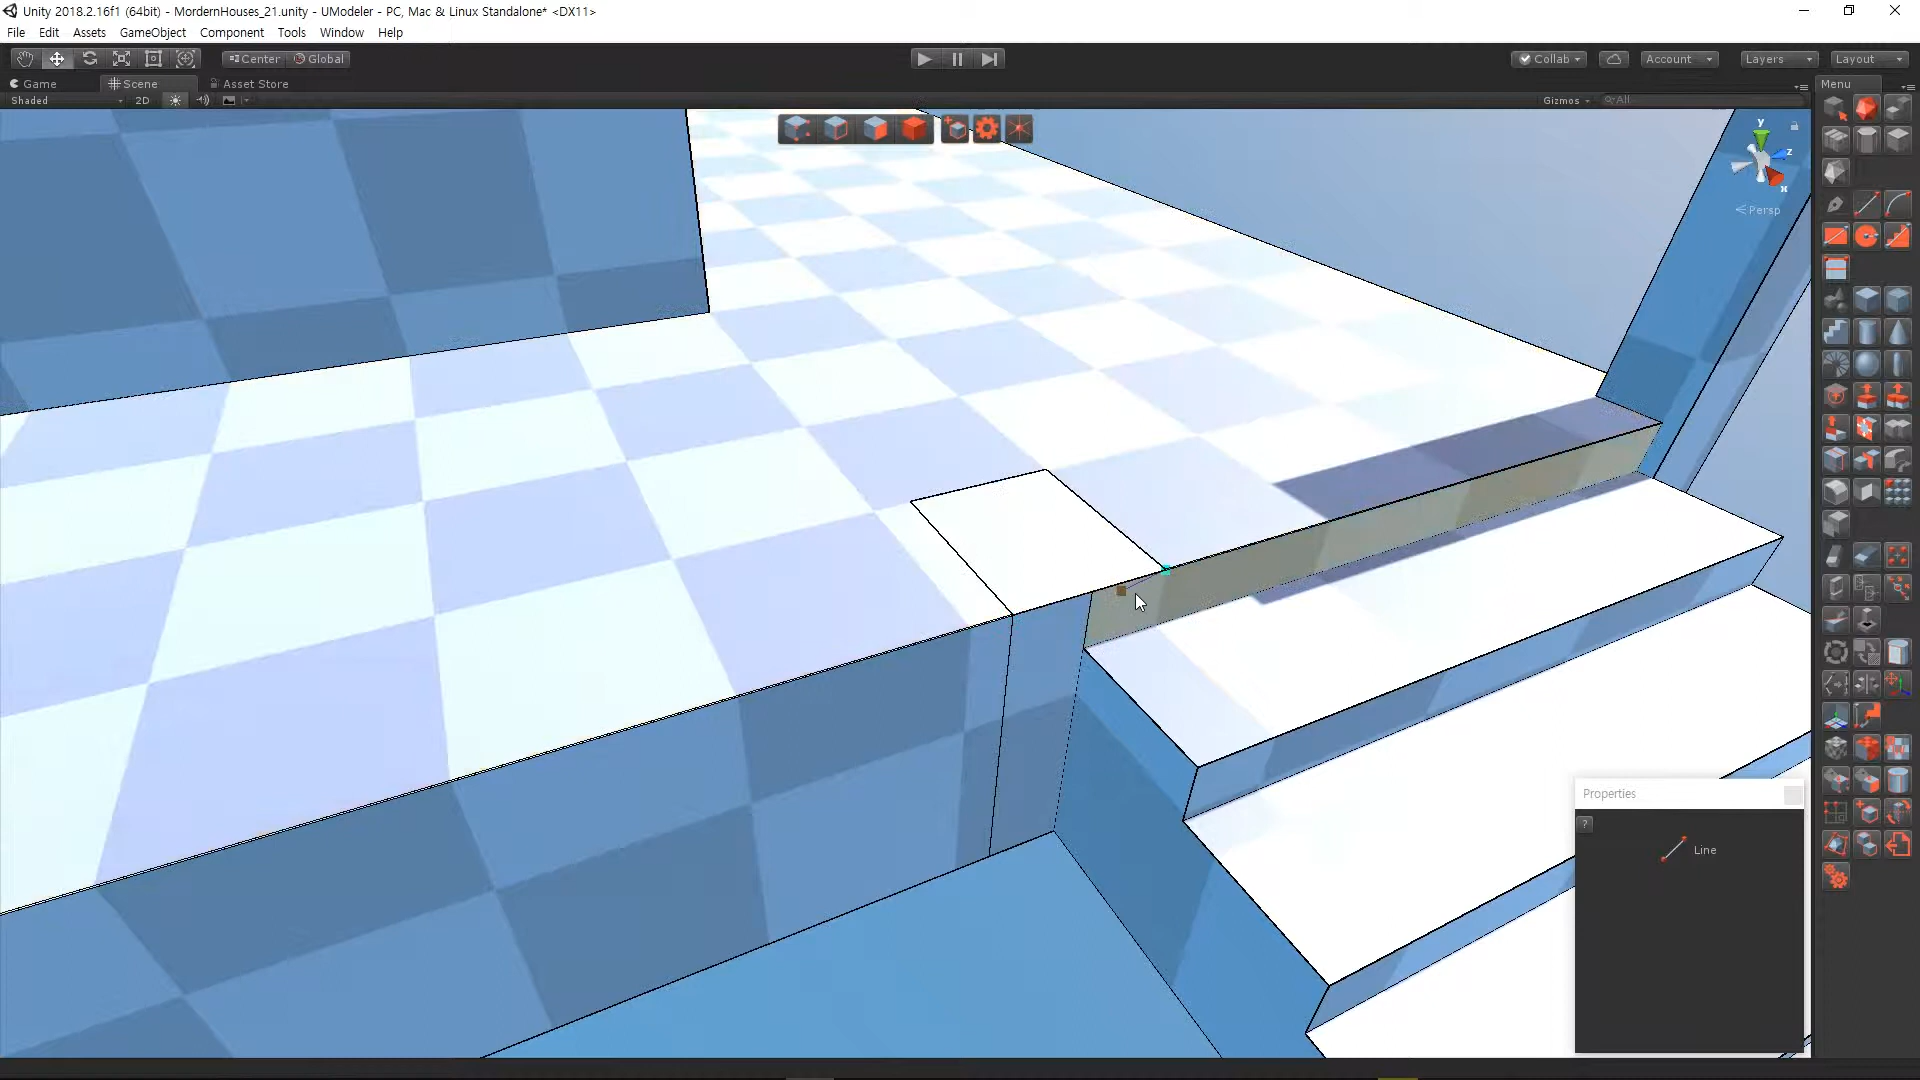 Unity 2018.2.16f1 (64bit) - MordernHouses_21.unity - UModeler - PC, Mac & Linux Standalone* <DX11>
File Edit Assets GameObject Component Tools Window Help
Center Global Collab Account Layers Layout
Game Scene Asset Store Menu
Shaded 2D Gizmos All
y
z
x
Persp
Properties
?
Line